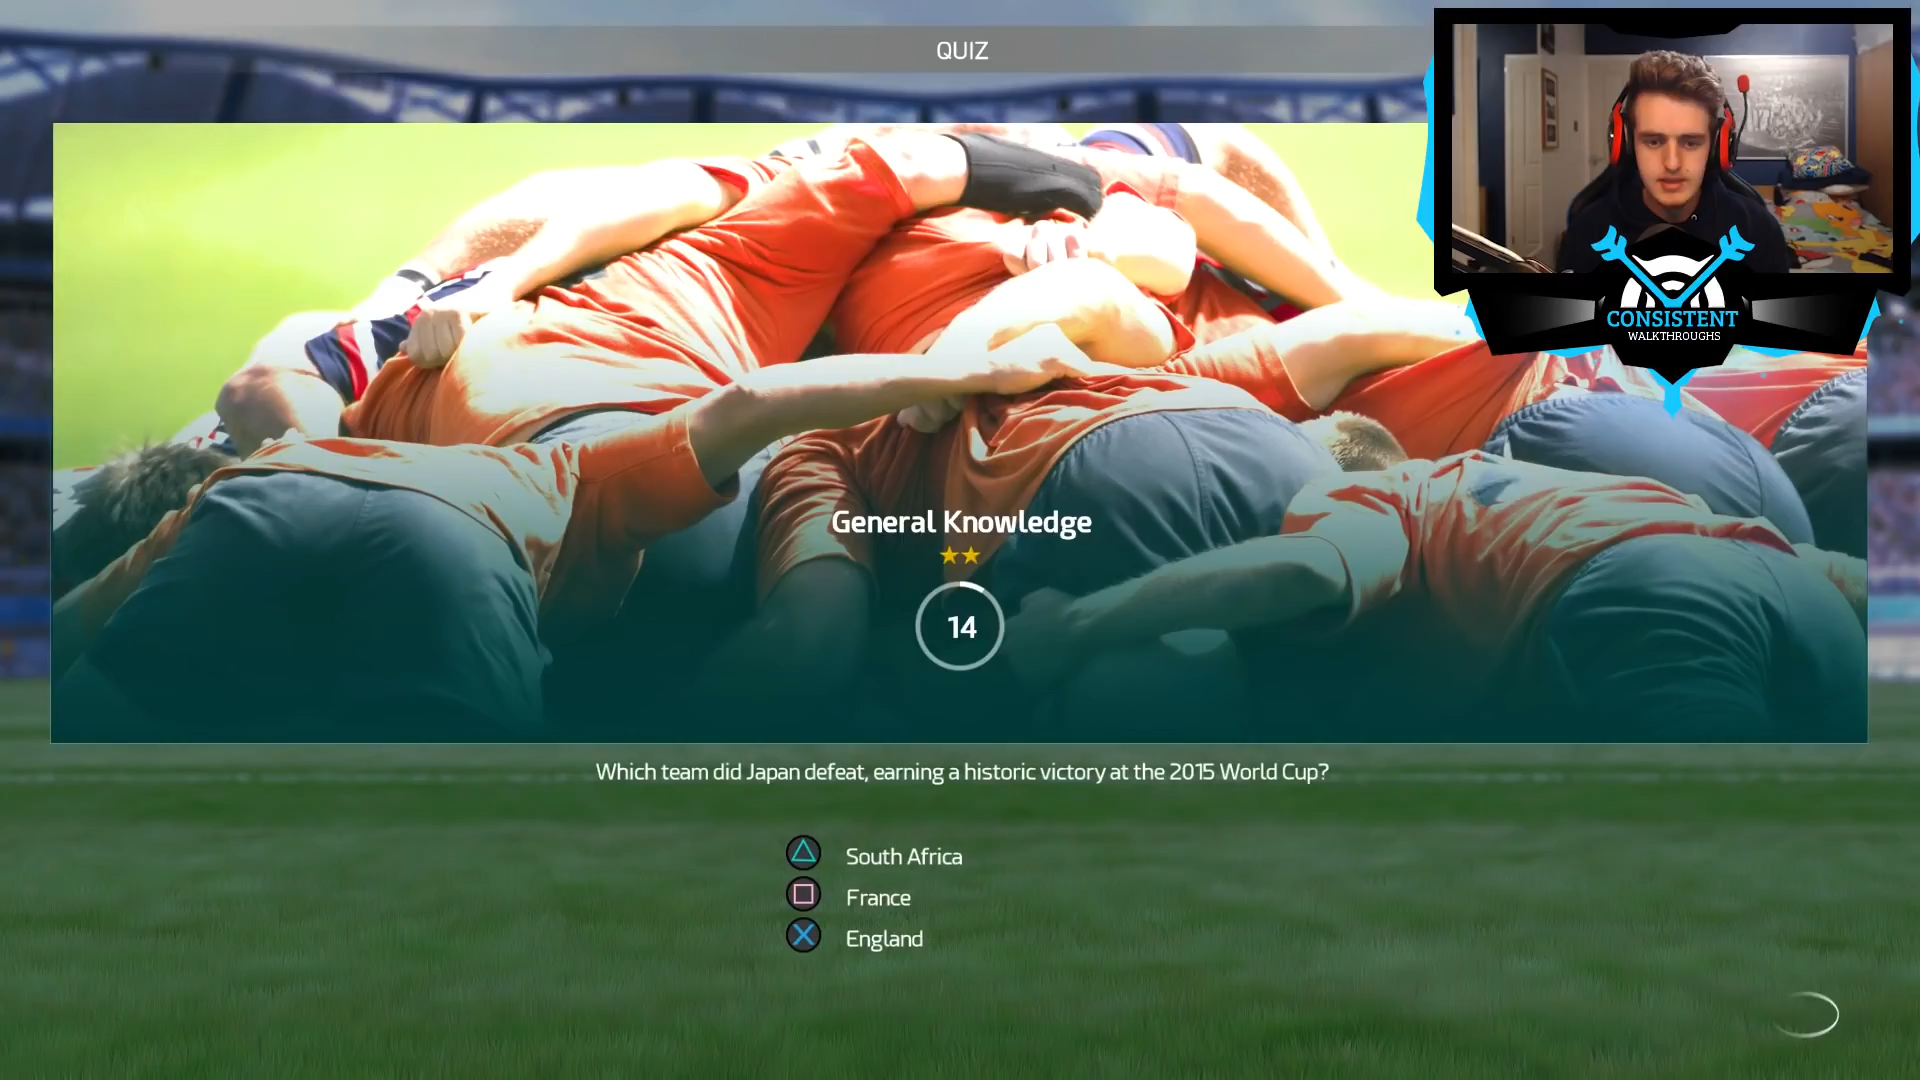 QUIZ
CONSISTENT
WALKTHROUGHS
General Knowledge
14
Which team did Japan defeat, earning a historic victory at the 2015 World Cup?
South Africa
France
England